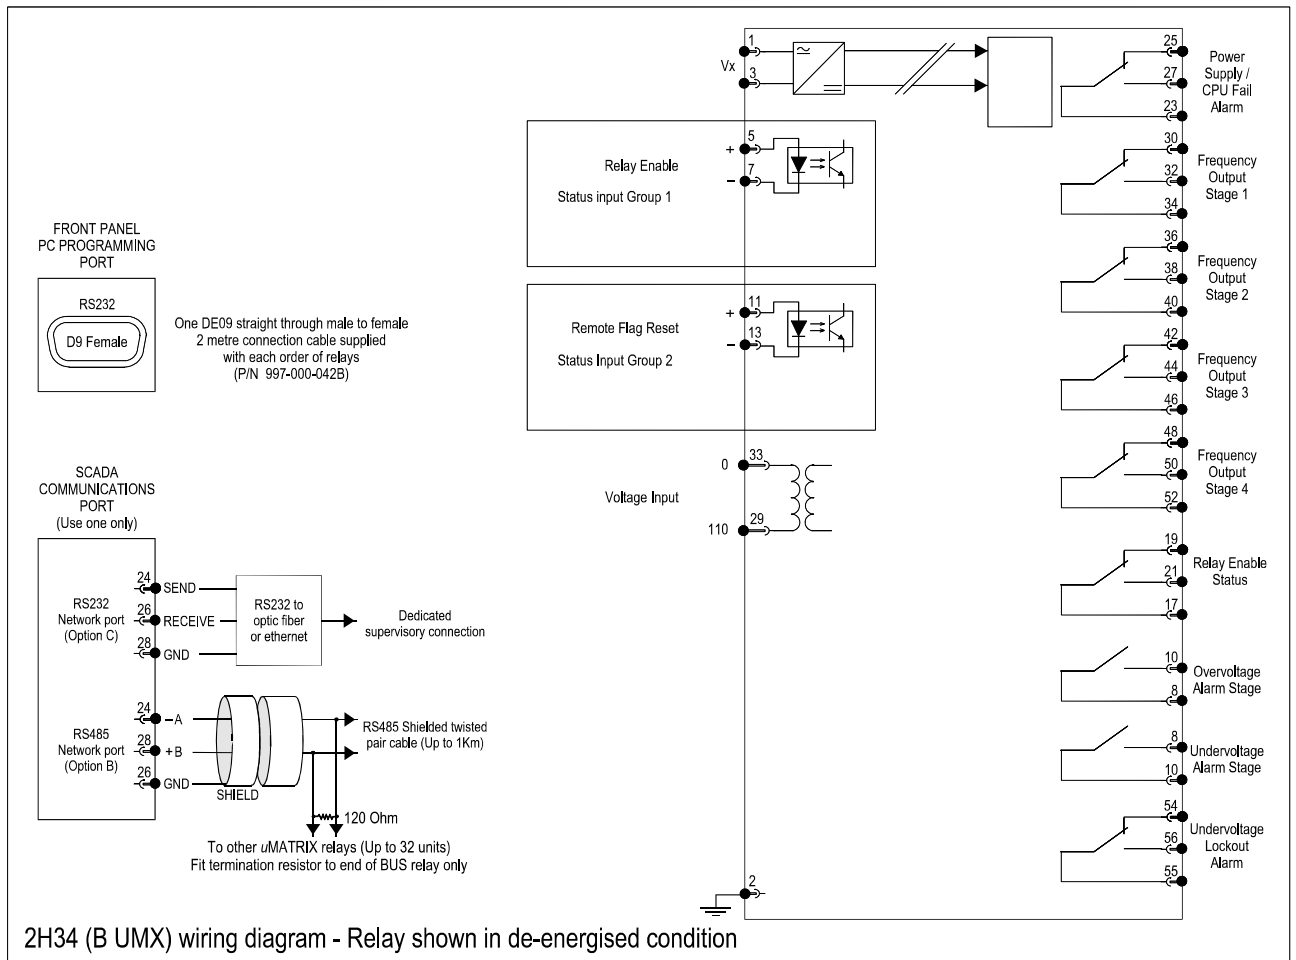 FRONT PANEL
PC PROGRAMMING
PORT
RS232
D9 Female
One DE09 straight through male to female
2 metre connection cable supplied
with each order of relays
(P/N 997-000-042B)
SCADA
COMMUNICATIONS
PORT
(Use one only)
RS232
Network port
(Option C)
24
SEND
26
RECEIVE
28
GND
RS232 to
optic fiber
or ethernet
Dedicated
supervisory connection
RS485
Network port
(Option B)
24
–A
28
+B
26
GND
SHIELD
RS485 Shielded twisted
pair cable (Up to 1Km)
120 Ohm
To other uMATRIX relays (Up to 32 units)
Fit termination resistor to end of BUS relay only
Vx
1
3
Relay Enable
Status input Group 1
+
5
–
7
Remote Flag Reset
Status Input Group 2
+
11
–
13
Voltage Input
0
33
110
29
2
25
27
23
Power
Supply /
CPU Fail
Alarm
30
32
34
Frequency
Output
Stage 1
36
38
40
Frequency
Output
Stage 2
42
44
46
Frequency
Output
Stage 3
48
50
52
Frequency
Output
Stage 4
19
21
17
Relay Enable
Status
10
8
Overvoltage
Alarm Stage
8
10
Undervoltage
Alarm Stage
54
56
55
Undervoltage
Lockout
Alarm
2H34 (B UMX) wiring diagram - Relay shown in de-energised condition